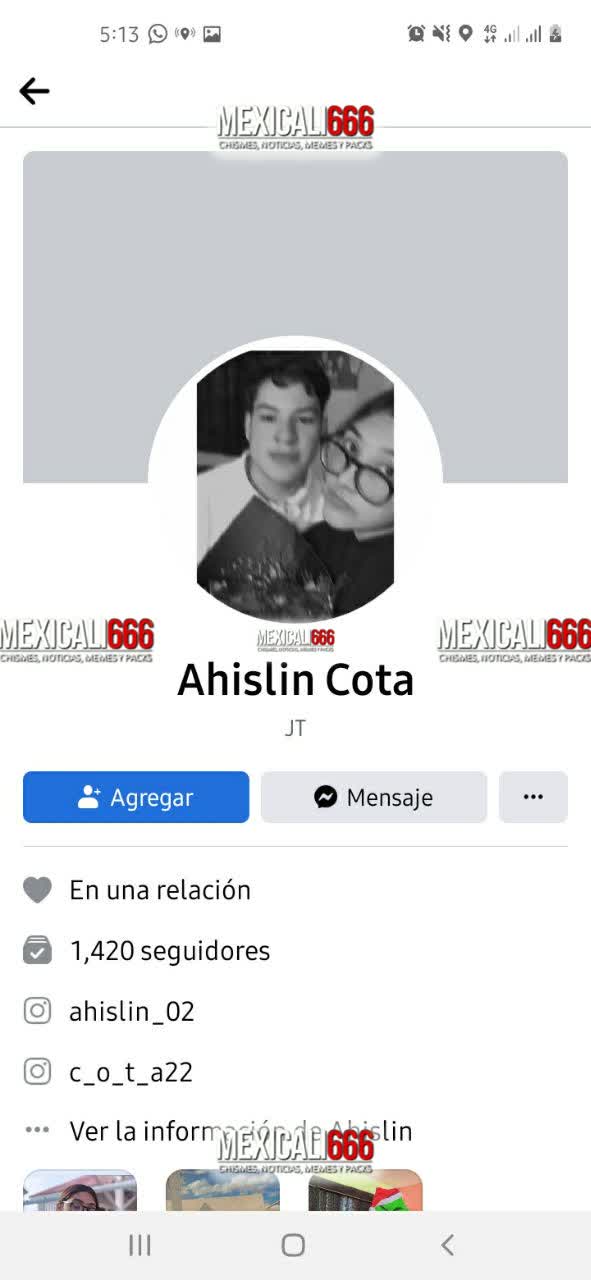 5:13
4G
MEXICALI666
CHISMES, NOTICIAS, MEMES Y PACKS
MEXICALI666
CHISMES, NOTICIAS, MEMES Y PACKS
MEXICALI666
CHISMES, NOTICIAS, MEMES Y PACKS
MEXICALI666
CHISMES, NOTICIAS, MEMES Y PACKS
Ahislin Cota
JT
Agregar
Mensaje
En una relación
1,420 seguidores
ahislin_02
c_o_t_a22
Ver la información de Ahislin
MEXICALI666
CHISMES, NOTICIAS, MEMES Y PACKS